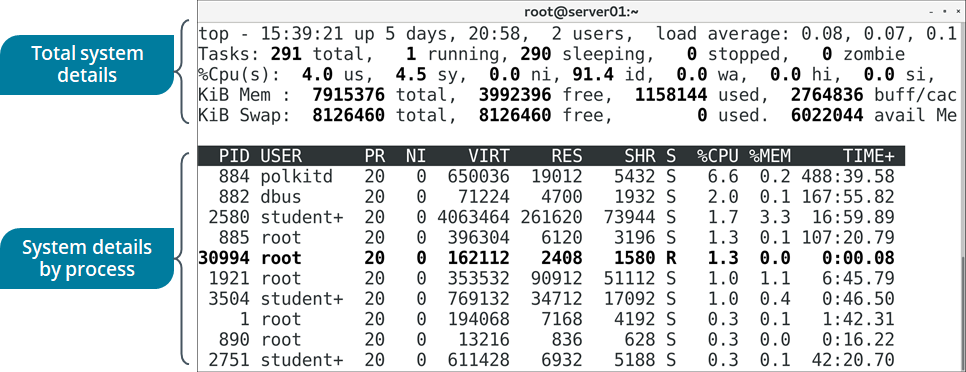 root@server01:~
Total system
details
top - 15:39:21 up 5 days, 20:58,  2 users,  load average: 0.08, 0.07, 0.1
Tasks: 291 total,   1 running, 290 sleeping,   0 stopped,   0 zombie
%Cpu(s):  4.0 us,  4.5 sy,  0.0 ni, 91.4 id,  0.0 wa,  0.0 hi,  0.0 si,
KiB Mem :  7915376 total,  3992396 free,  1158144 used,  2764836 buff/cac
KiB Swap:  8126460 total,  8126460 free,        0 used.  6022044 avail Me
System details
by process
PID USER PR NI VIRT RES SHR S %CPU %MEM TIME+
884 polkitd 20 0 650036 19012 5432 S 6.6 0.2 488:39.58
882 dbus 20 0 71224 4700 1932 S 2.0 0.1 167:55.82
2580 student+ 20 0 4063464 261620 73944 S 1.7 3.3 16:59.89
885 root 20 0 396304 6120 3196 S 1.3 0.1 107:20.79
30994 root 20 0 162112 2408 1580 R 1.3 0.0 0:00.08
1921 root 20 0 353532 90912 51112 S 1.0 1.1 6:45.79
3504 student+ 20 0 769132 34712 17092 S 1.0 0.4 0:46.50
1 root 20 0 194068 7168 4192 S 0.3 0.1 1:42.31
890 root 20 0 13216 836 628 S 0.3 0.0 0:16.22
2751 student+ 20 0 611428 6932 5188 S 0.3 0.1 42:20.70